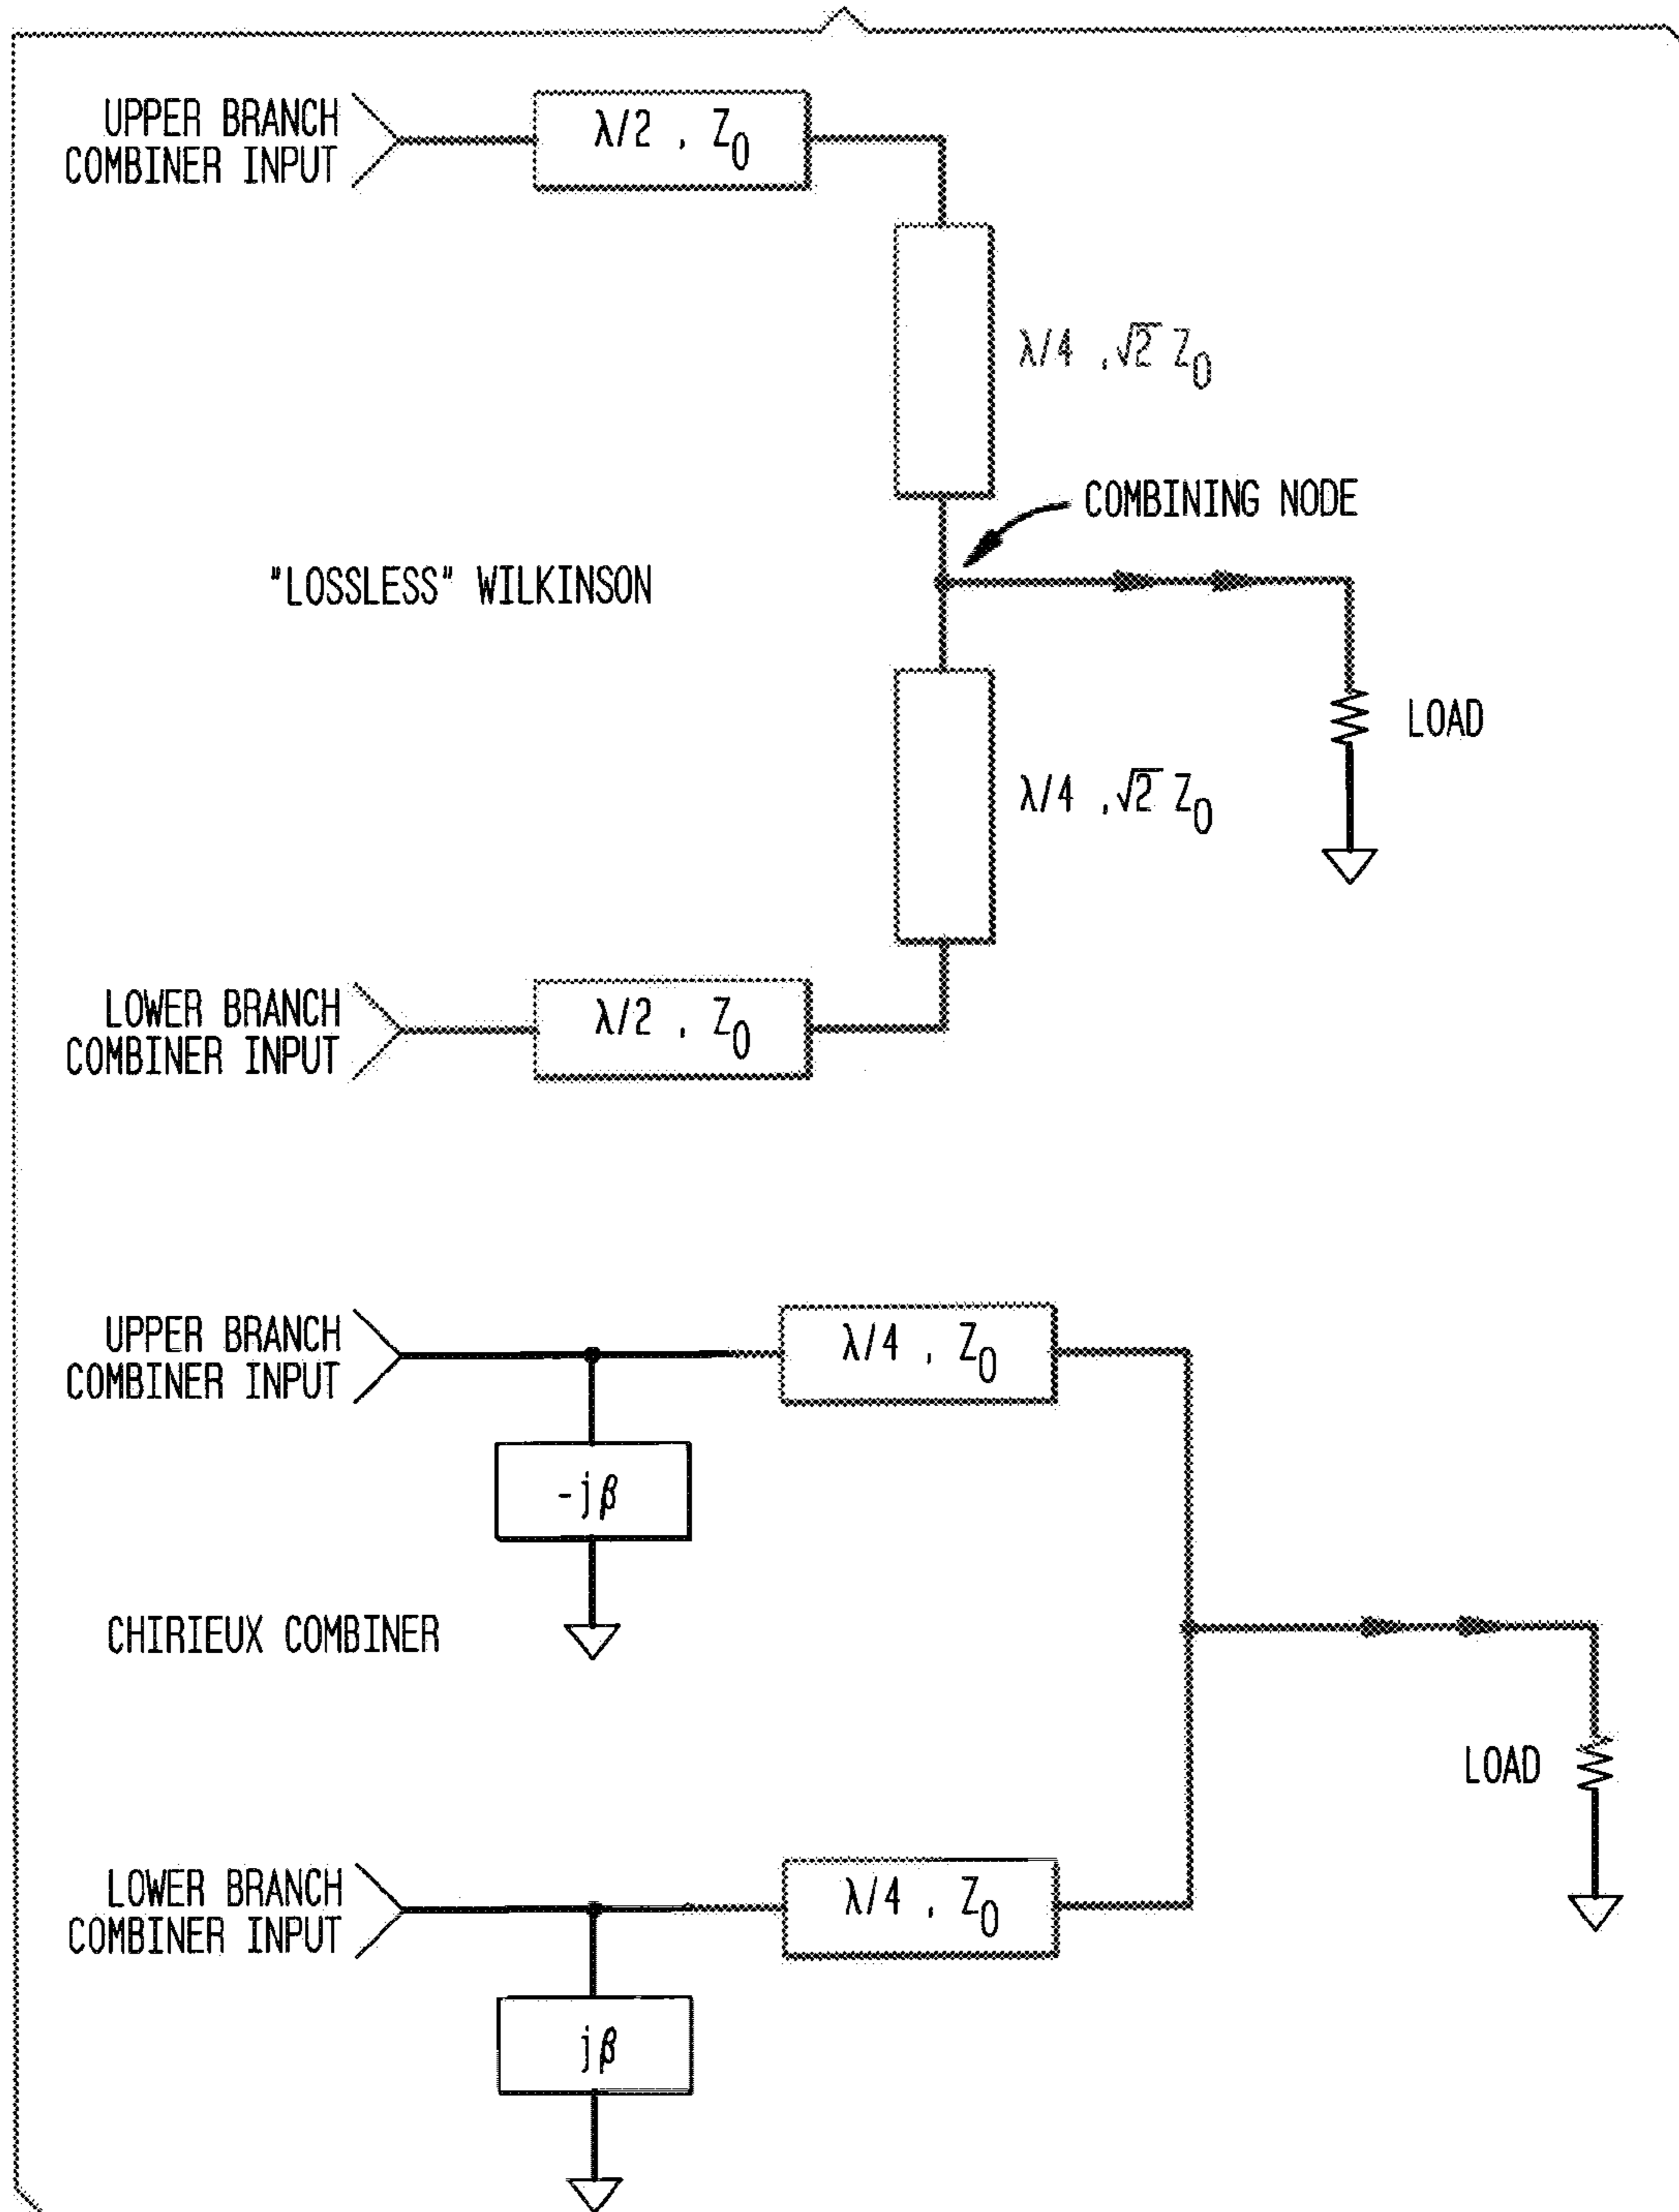 UPPER BRANCH
COMBINER INPUT
λ/2 , Z₀
λ/4 ,√2 Z₀
COMBINING NODE
"LOSSLESS" WILKINSON
LOAD
λ/4 ,√2 Z₀
LOWER BRANCH
COMBINER INPUT
λ/2 , Z₀
UPPER BRANCH
COMBINER INPUT
λ/4 , Z₀
-jβ
CHIRIEUX COMBINER
LOAD
LOWER BRANCH
COMBINER INPUT
λ/4 , Z₀
jβ